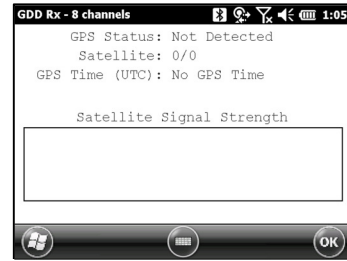 GDD Rx - 8 channels 1:05
GPS Status: Not Detected
Satellite: 0/0
GPS Time (UTC): No GPS Time
Satellite Signal Strength
OK